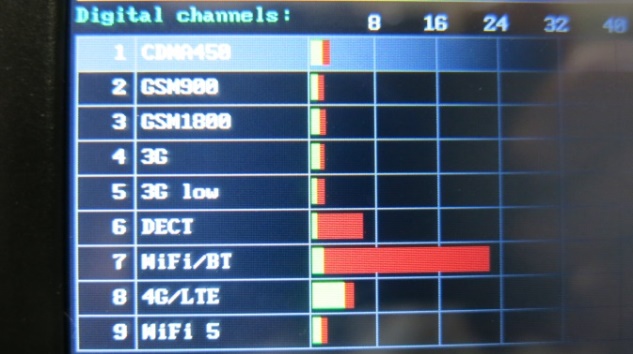 Digital channels:
8 16 24 32 40
1 CDMA450
2 GSM900
3 GSM1800
4 3G
5 3G low
6 DECT
7 WiFi/BT
8 4G/LTE
9 WiFi 5